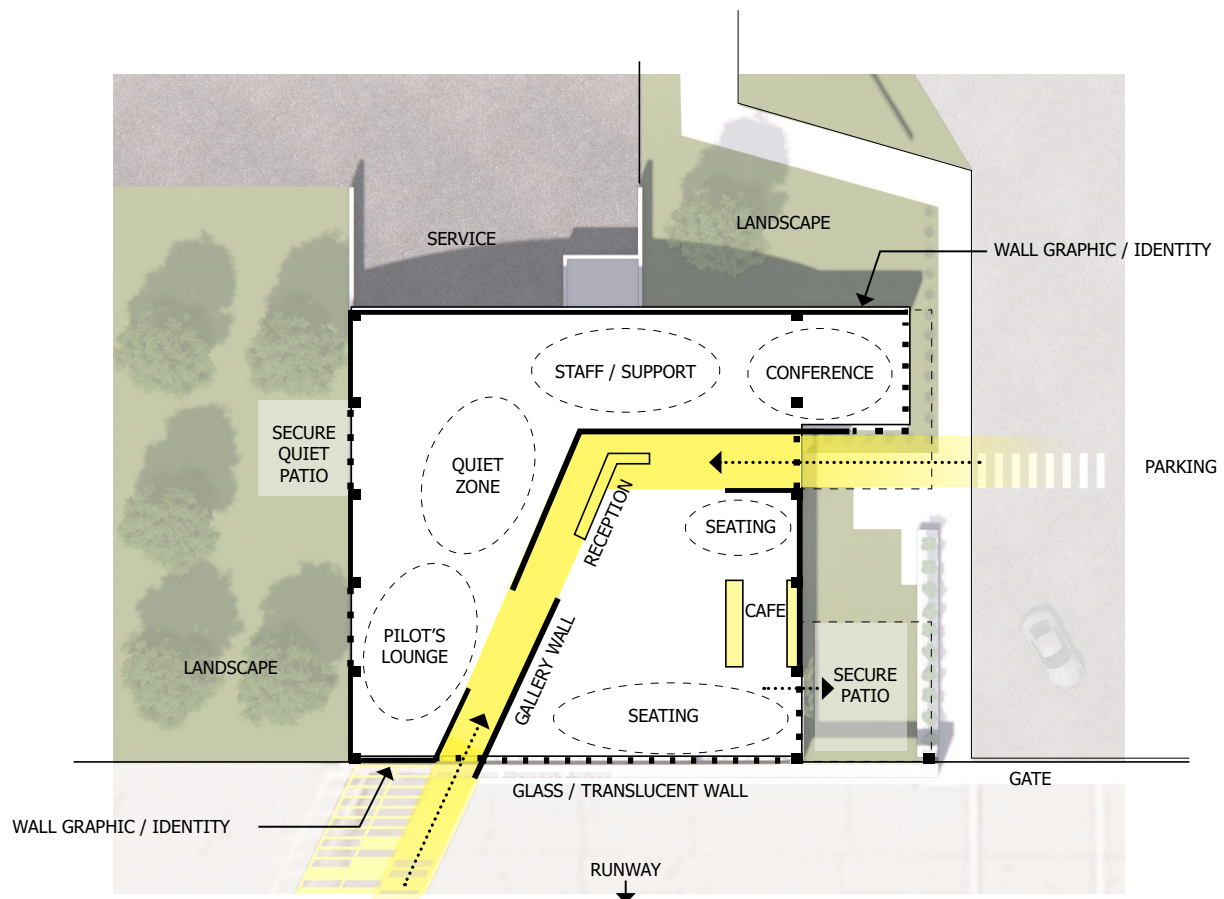 LANDSCAPE
SERVICE
WALL GRAPHIC / IDENTITY
STAFF / SUPPORT
CONFERENCE
SECURE
QUIET
PATIO
QUIET
ZONE
PARKING
RECEPTION
SEATING
CAFE
PILOT'S
LOUNGE
GALLERY WALL
LANDSCAPE
SECURE
PATIO
SEATING
GATE
GLASS / TRANSLUCENT WALL
WALL GRAPHIC / IDENTITY
RUNWAY